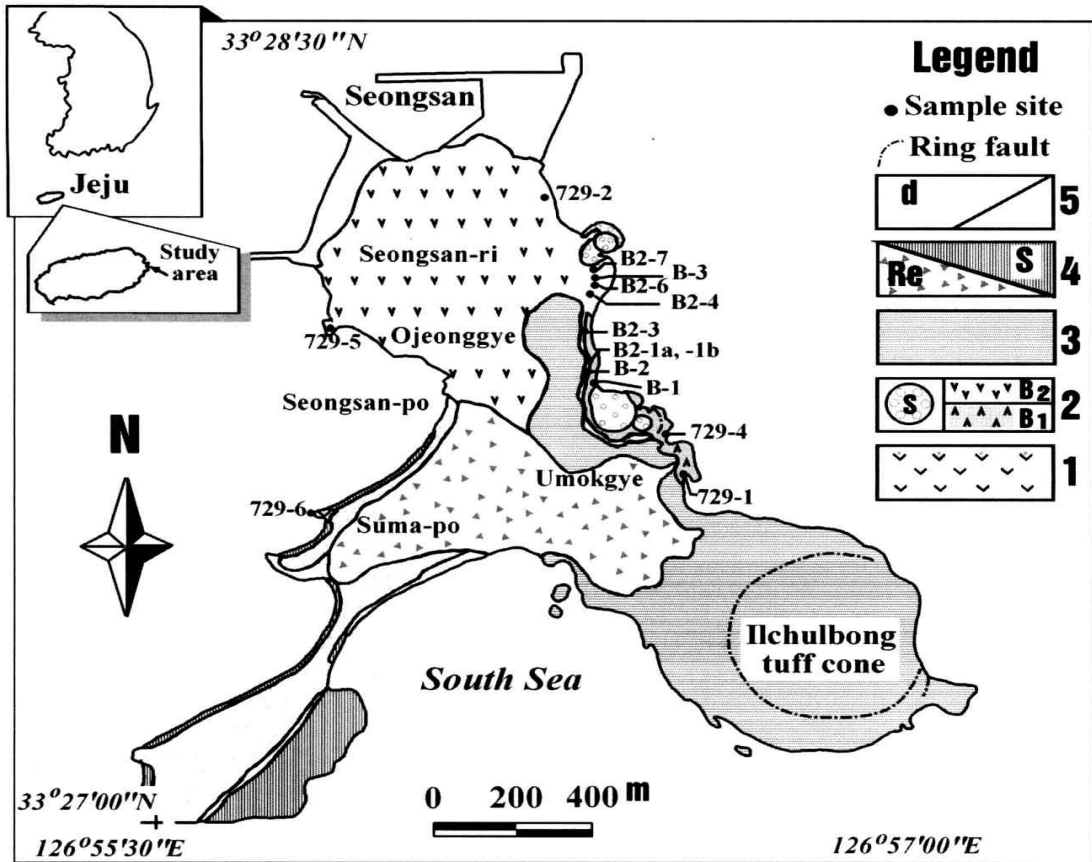 33°28'30"N
Seongsan
Jeju
Study
area
729-2
Seongsan-ri
B2-7
B-3
B2-6
B2-4
Ojeonggye
729-5
B2-3
B2-1a, -1b
B-2
B-1
Seongsan-po
729-4
N
Umokgye
729-1
729-6
Suma-po
Ilchulbong
tuff cone
South Sea
33°27'00"N
126°55'30"E
0 200 400 m
126°57'00"E
Legend
Sample site
Ring fault
d 5
Re S 4
3
S B2 2
B1
1